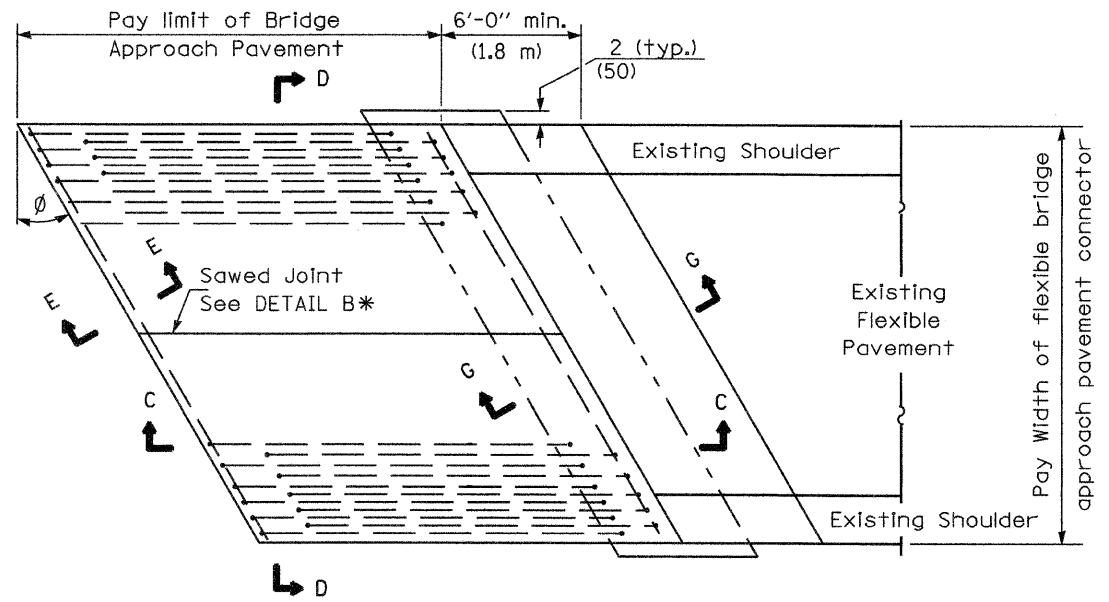 Pay limit of Bridge
Approach Pavement
6'-0" min.
(1.8 m)
2 (typ.)
(50)
D
Existing Shoulder
Ø
E
E
Sawed Joint
See DETAIL B*
G
Existing
Flexible
Pavement
G
C
C
Existing Shoulder
D
Pay Width of flexible bridge
approach pavement connector